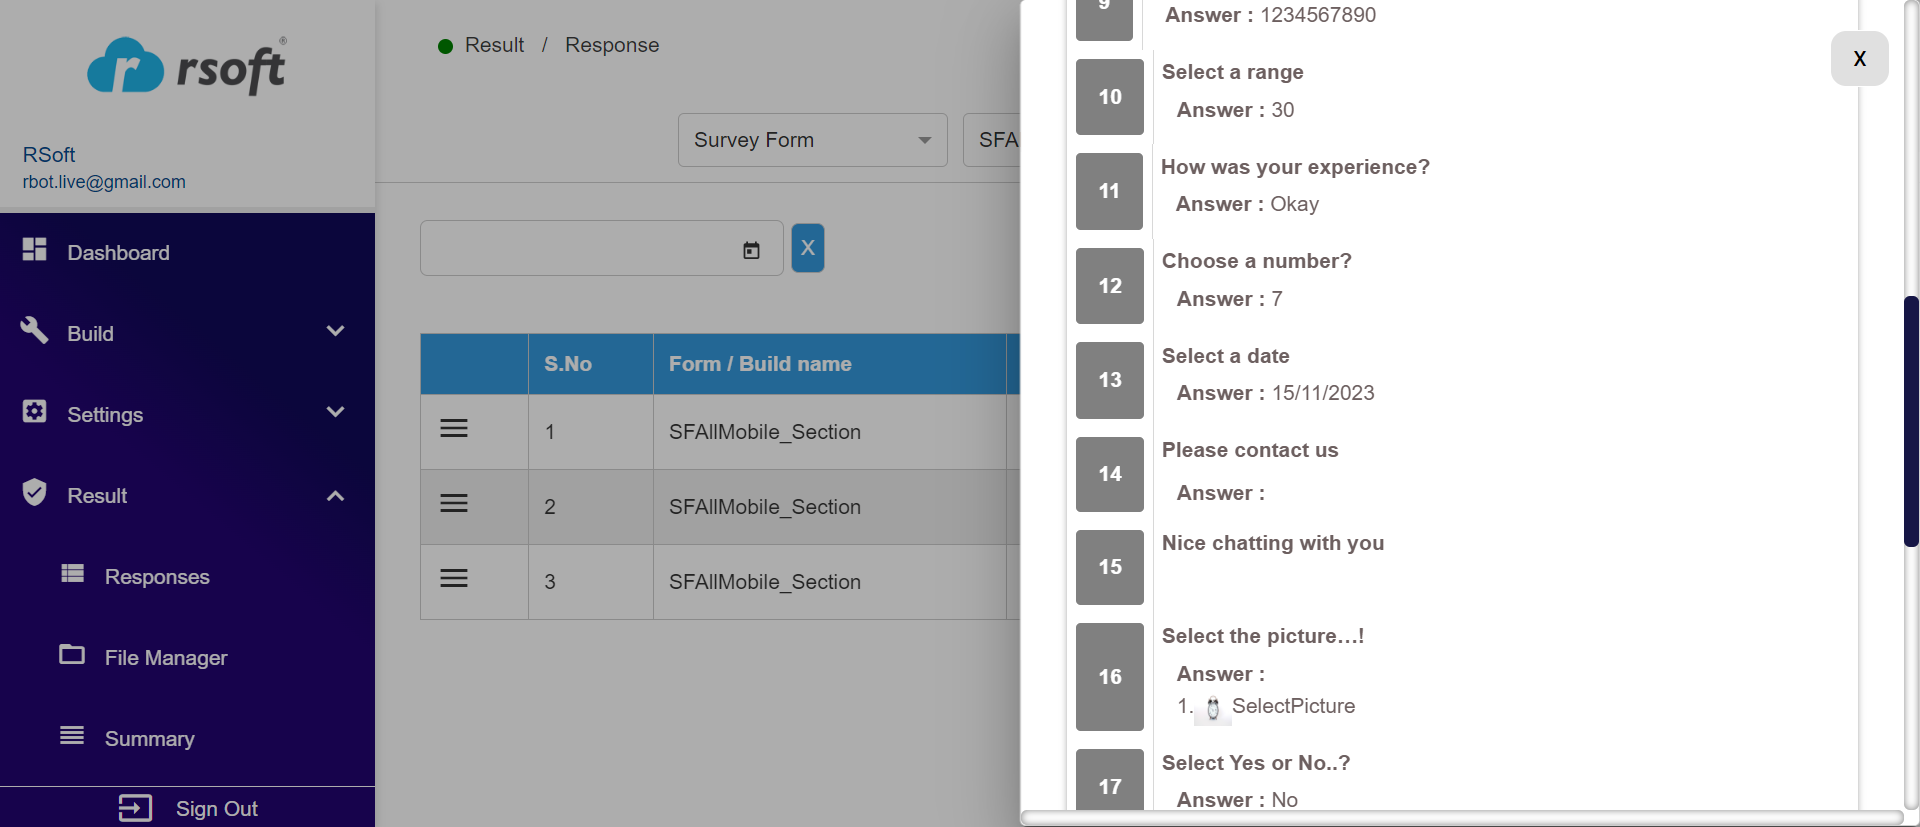 rsoft®
RSoft
rbot.live@gmail.com
Dashboard
Build
Settings
Result
Responses
File Manager
Summary
Sign Out
Result / Response
Survey Form
SFA
X
S.No Form / Build name
1 SFAllMobile_Section
2 SFAllMobile_Section
3 SFAllMobile_Section
X
9
Answer : 1234567890
10 Select a range
Answer : 30
11 How was your experience?
Answer : Okay
12 Choose a number?
Answer : 7
13 Select a date
Answer : 15/11/2023
14 Please contact us
Answer :
15 Nice chatting with you
16 Select the picture...!
Answer :
1. SelectPicture
17 Select Yes or No..?
Answer : No